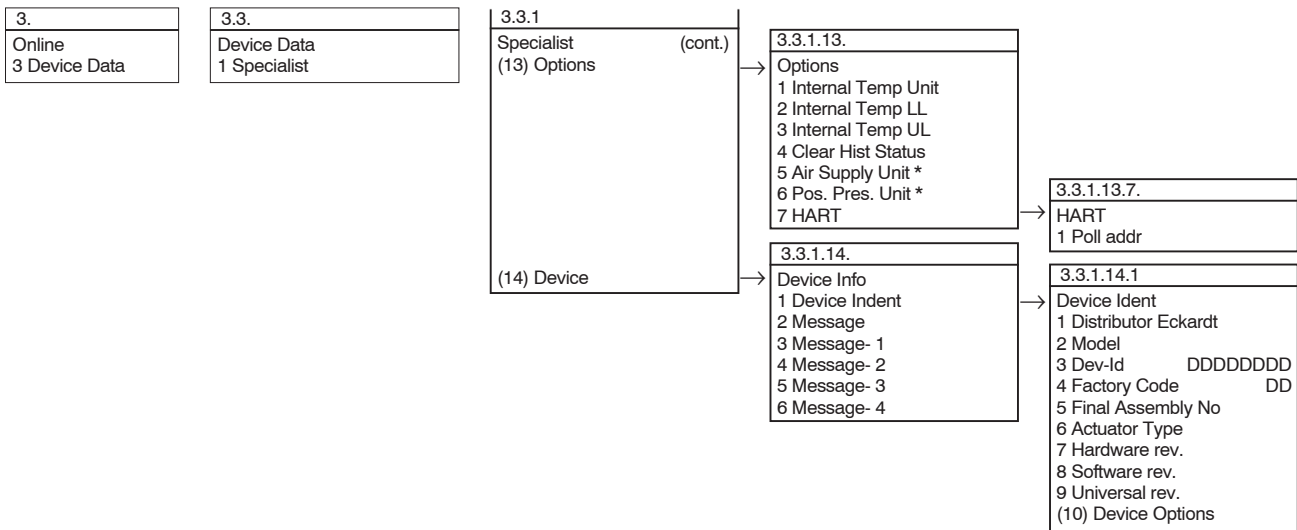 3.
Online
3 Device Data
3.3.
Device Data
1 Specialist
3.3.1
Specialist (cont.)
(13) Options
(14) Device
3.3.1.13.
Options
1 Internal Temp Unit
2 Internal Temp LL
3 Internal Temp UL
4 Clear Hist Status
5 Air Supply Unit *
6 Pos. Pres. Unit *
7 HART
3.3.1.13.7.
HART
1 Poll addr
3.3.1.14.
Device Info
1 Device Indent
2 Message
3 Message- 1
4 Message- 2
5 Message- 3
6 Message- 4
3.3.1.14.1
Device Ident
1 Distributor Eckardt
2 Model
3 Dev-Id DDDDDDDD
4 Factory Code DD
5 Final Assembly No
6 Actuator Type
7 Hardware rev.
8 Software rev.
9 Universal rev.
(10) Device Options